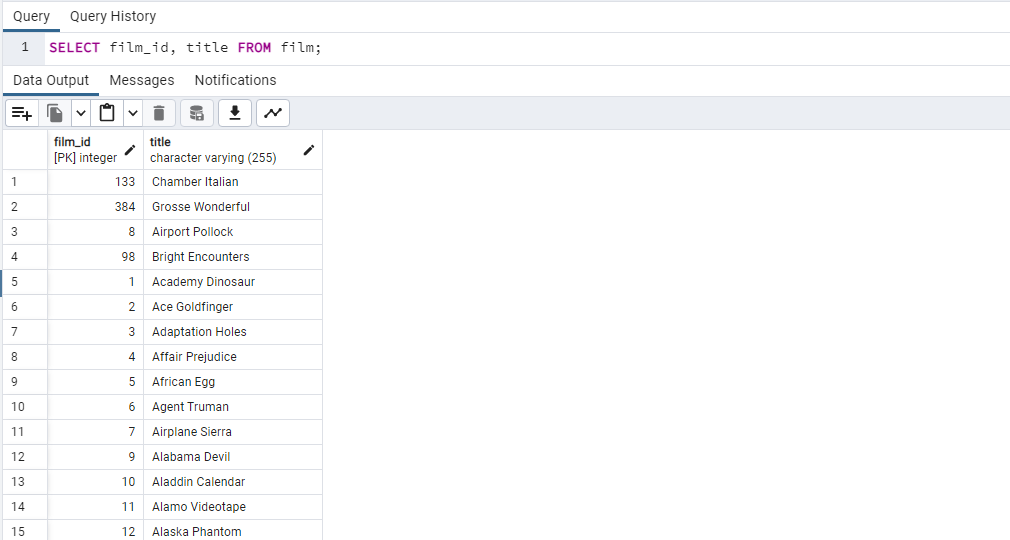 Query Query History
1 SELECT film_id, title FROM film;
Data Output Messages Notifications
film_id title
[PK] integer character varying (255)
1 133 Chamber Italian
2 384 Grosse Wonderful
3 8 Airport Pollock
4 98 Bright Encounters
5 1 Academy Dinosaur
6 2 Ace Goldfinger
7 3 Adaptation Holes
8 4 Affair Prejudice
9 5 African Egg
10 6 Agent Truman
11 7 Airplane Sierra
12 9 Alabama Devil
13 10 Aladdin Calendar
14 11 Alamo Videotape
15 12 Alaska Phantom